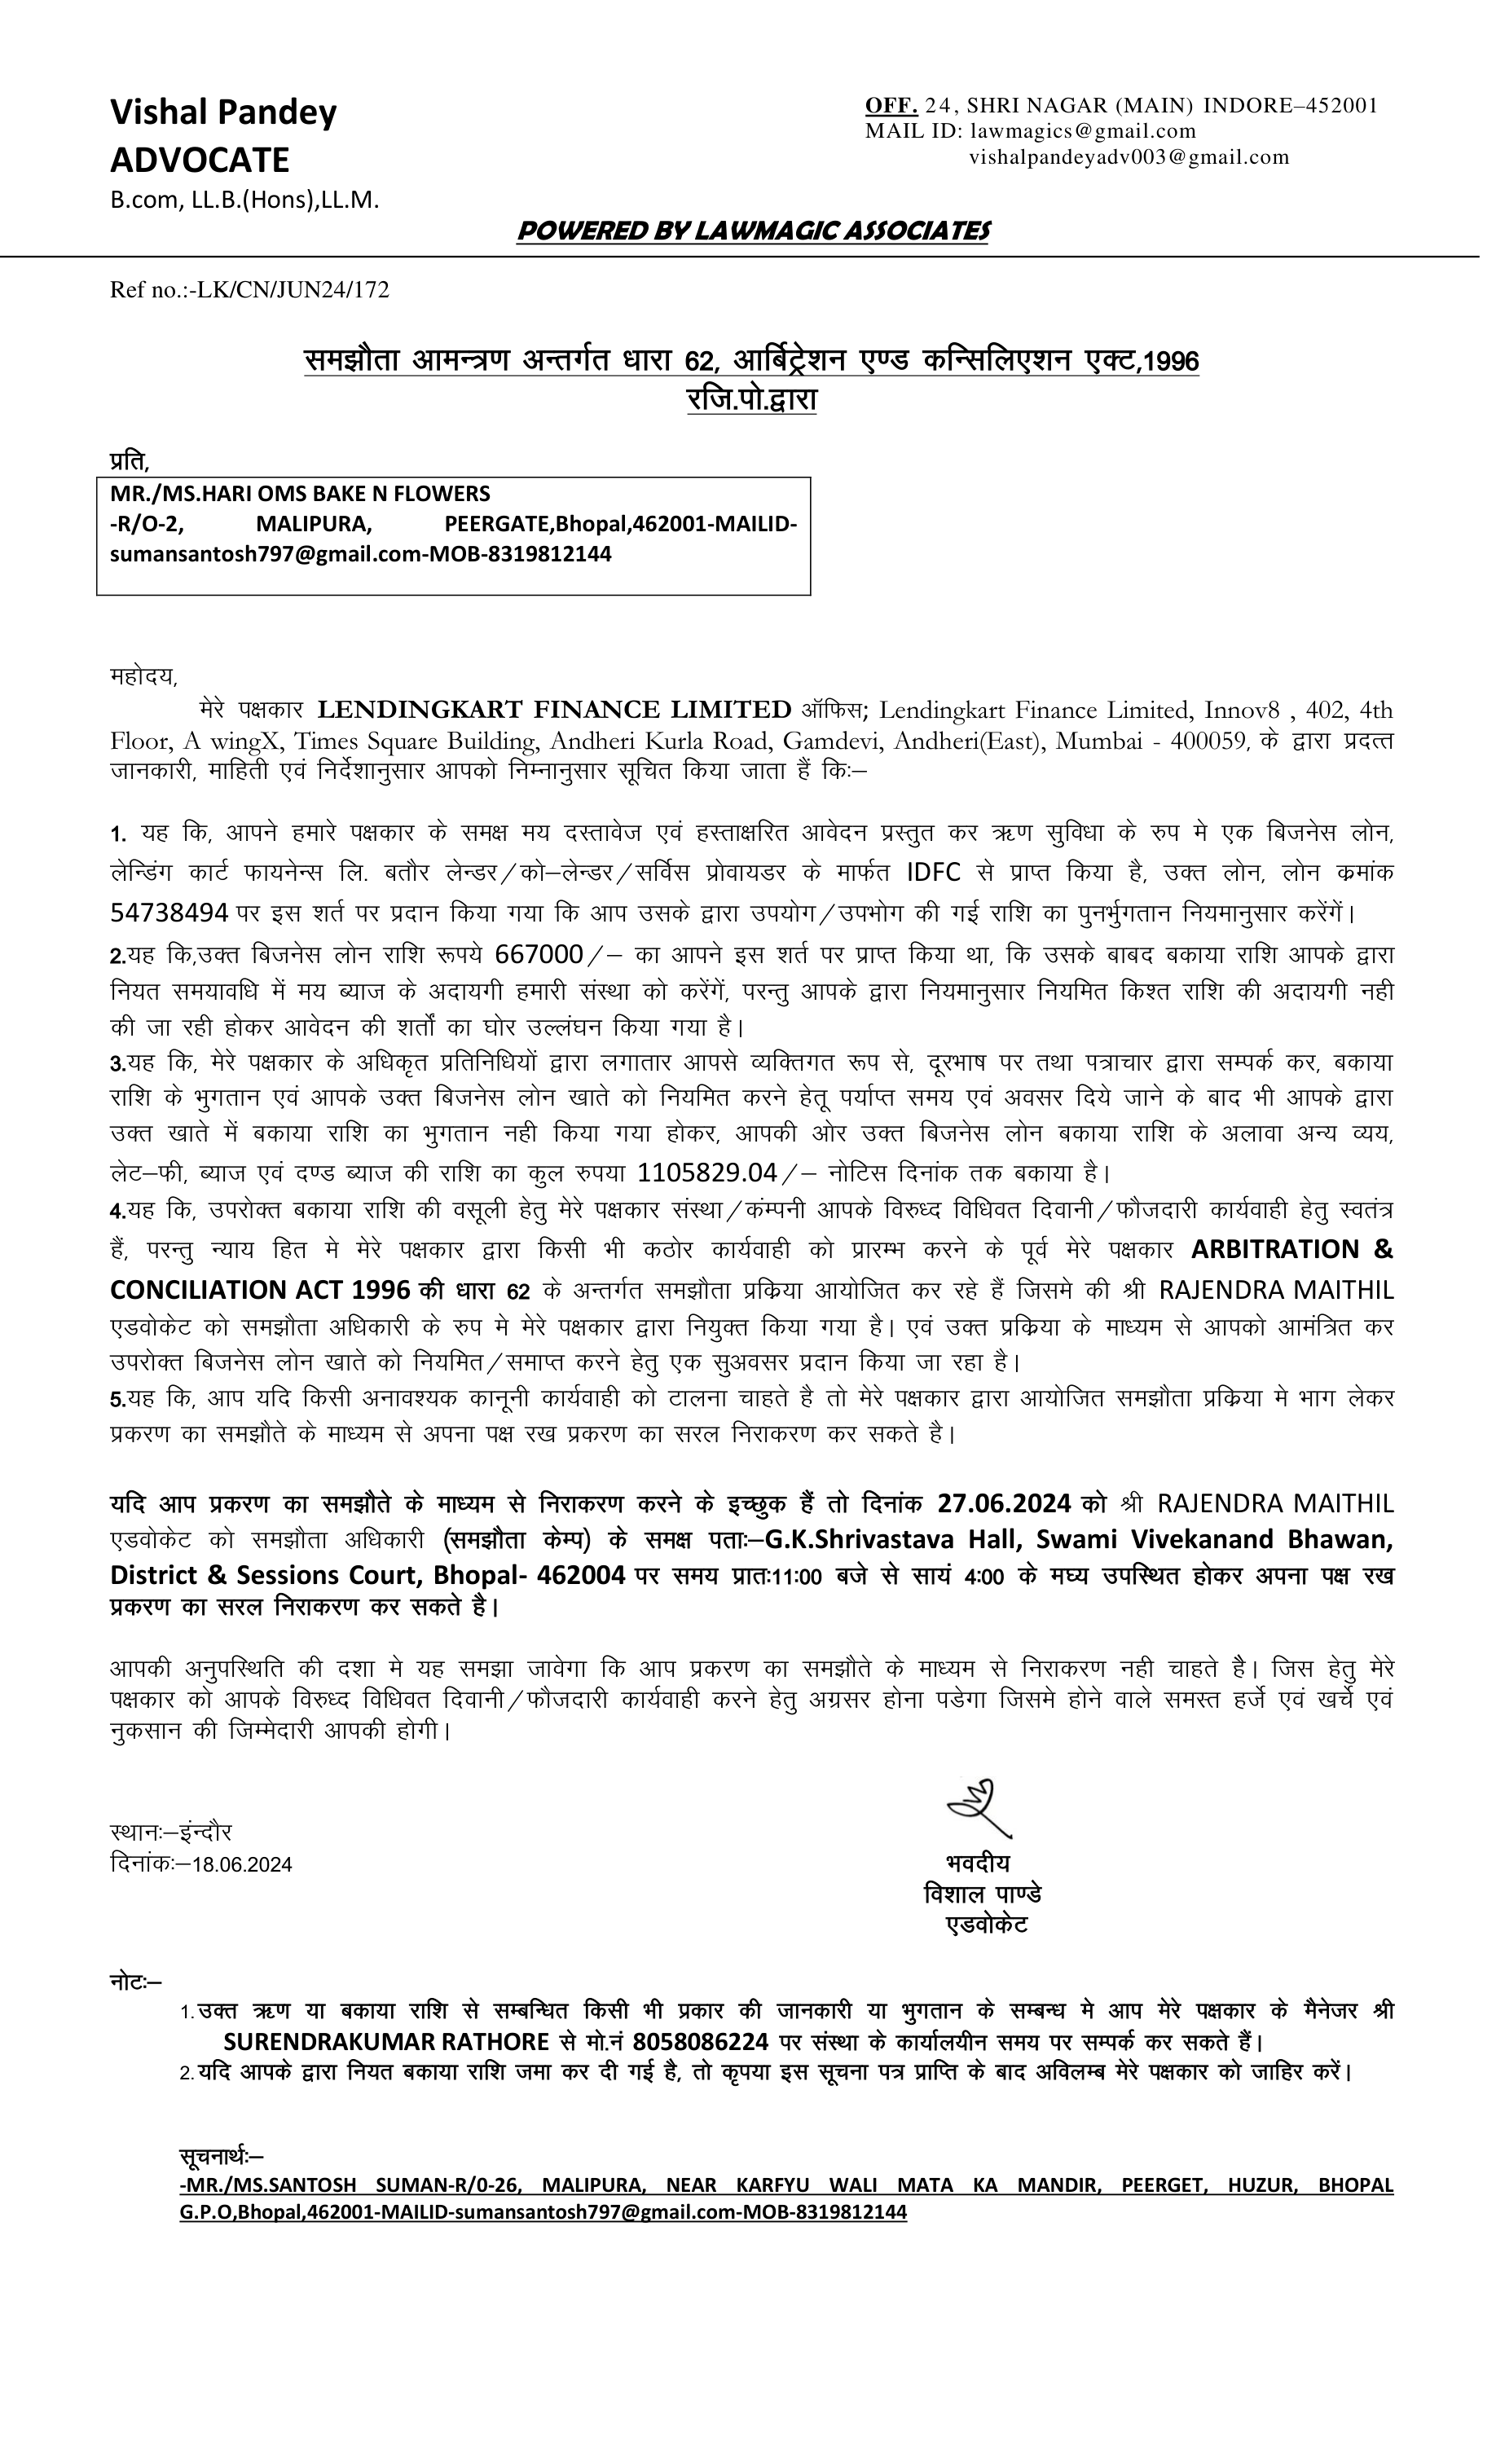 Vishal Pandey
ADVOCATE
B.com, LL.B.(Hons),LL.M.
OFF. 24, SHRI NAGAR (MAIN) INDORE–452001
MAIL ID: lawmagics@gmail.com
vishalpandeyadv003@gmail.com
POWERED BY LAWMAGIC ASSOCIATES
Ref no.:-LK/CN/JUN24/172
समझौता आमन्त्रण अन्तर्गत धारा 62, आर्बिट्रेशन एण्ड कन्सिलिएशन एक्ट,1996
रजि.पो.द्वारा
प्रति,
MR./MS.HARI OMS BAKE N FLOWERS
-R/O-2, MALIPURA, PEERGATE,Bhopal,462001-MAILID-
sumansantosh797@gmail.com-MOB-8319812144
महोदय,
मेरे पक्षकार LENDINGKART FINANCE LIMITED ऑफिस; Lendingkart Finance Limited, Innov8 , 402, 4th
Floor, A wingX, Times Square Building, Andheri Kurla Road, Gamdevi, Andheri(East), Mumbai - 400059, के द्वारा प्रदत्त
जानकारी, माहिती एवं निर्देशानुसार आपको निम्नानुसार सूचित किया जाता हैं किः–
1. यह कि, आपने हमारे पक्षकार के समक्ष मय दस्तावेज एवं हस्ताक्षरित आवेदन प्रस्तुत कर ऋण सुविधा के रुप मे एक बिजनेस लोन,
लेन्डिंग कार्ट फायनेन्स लि. बतौर लेन्डर/को–लेन्डर/सर्विस प्रोवायडर के मार्फत IDFC से प्राप्त किया है, उक्त लोन, लोन क्रमांक
54738494 पर इस शर्त पर प्रदान किया गया कि आप उसके द्वारा उपयोग/उपभोग की गई राशि का पुनर्भुगतान नियमानुसार करेंगें।
2.यह कि,उक्त बिजनेस लोन राशि रूपये 667000/– का आपने इस शर्त पर प्राप्त किया था, कि उसके बाबद बकाया राशि आपके द्वारा
नियत समयावधि में मय ब्याज के अदायगी हमारी संस्था को करेंगें, परन्तु आपके द्वारा नियमानुसार नियमित किश्त राशि की अदायगी नही
की जा रही होकर आवेदन की शर्तों का घोर उल्लंघन किया गया है।
3.यह कि, मेरे पक्षकार के अधिकृत प्रतिनिधियों द्वारा लगातार आपसे व्यक्तिगत रूप से, दूरभाष पर तथा पत्राचार द्वारा सम्पर्क कर, बकाया
राशि के भुगतान एवं आपके उक्त बिजनेस लोन खाते को नियमित करने हेतू पर्याप्त समय एवं अवसर दिये जाने के बाद भी आपके द्वारा
उक्त खाते में बकाया राशि का भुगतान नही किया गया होकर, आपकी ओर उक्त बिजनेस लोन बकाया राशि के अलावा अन्य व्यय,
लेट–फी, ब्याज एवं दण्ड ब्याज की राशि का कुल रुपया 1105829.04/– नोटिस दिनांक तक बकाया है।
4.यह कि, उपरोक्त बकाया राशि की वसूली हेतु मेरे पक्षकार संस्था/कंम्पनी आपके विरुध्द विधिवत दिवानी/फौजदारी कार्यवाही हेतु स्वतंत्र
हैं, परन्तु न्याय हित मे मेरे पक्षकार द्वारा किसी भी कठोर कार्यवाही को प्रारम्भ करने के पूर्व मेरे पक्षकार ARBITRATION &
CONCILIATION ACT 1996 की धारा 62 के अन्तर्गत समझौता प्रक्रिया आयोजित कर रहे हैं जिसमे की श्री RAJENDRA MAITHIL
एडवोकेट को समझौता अधिकारी के रुप मे मेरे पक्षकार द्वारा नियुक्त किया गया है। एवं उक्त प्रक्रिया के माध्यम से आपको आमंत्रित कर
उपरोक्त बिजनेस लोन खाते को नियमित/समाप्त करने हेतु एक सुअवसर प्रदान किया जा रहा है।
5.यह कि, आप यदि किसी अनावश्यक कानूनी कार्यवाही को टालना चाहते है तो मेरे पक्षकार द्वारा आयोजित समझौता प्रक्रिया मे भाग लेकर
प्रकरण का समझौते के माध्यम से अपना पक्ष रख प्रकरण का सरल निराकरण कर सकते है।
यदि आप प्रकरण का समझौते के माध्यम से निराकरण करने के इच्छुक हैं तो दिनांक 27.06.2024 को श्री RAJENDRA MAITHIL
एडवोकेट को समझौता अधिकारी (समझौता केम्प) के समक्ष पताः–G.K.Shrivastava Hall, Swami Vivekanand Bhawan,
District & Sessions Court, Bhopal- 462004 पर समय प्रातः11:00 बजे से सायं 4:00 के मघ्य उपस्थित होकर अपना पक्ष रख
प्रकरण का सरल निराकरण कर सकते है।
आपकी अनुपस्थिति की दशा मे यह समझा जावेगा कि आप प्रकरण का समझौते के माध्यम से निराकरण नही चाहते है। जिस हेतु मेरे
पक्षकार को आपके विरुध्द विधिवत दिवानी/फौजदारी कार्यवाही करने हेतु अग्रसर होना पडेगा जिसमे होने वाले समस्त हर्जे एवं खर्चे एवं
नुकसान की जिम्मेदारी आपकी होगी।
स्थानः–इंन्दौर
दिनांकः–18.06.2024
भवदीय
विशाल पाण्डे
एडवोकेट
नोटः–
1.उक्त ऋण या बकाया राशि से सम्बन्धित किसी भी प्रकार की जानकारी या भुगतान के सम्बन्ध मे आप मेरे पक्षकार के मैनेजर श्री
SURENDRAKUMAR RATHORE से मो.नं 8058086224 पर संस्था के कार्यालयीन समय पर सम्पर्क कर सकते हैं।
2.यदि आपके द्वारा नियत बकाया राशि जमा कर दी गई है, तो कृपया इस सूचना पत्र प्राप्ति के बाद अविलम्ब मेरे पक्षकार को जाहिर करें।
सूचनार्थः–
-MR./MS.SANTOSH SUMAN-R/0-26, MALIPURA, NEAR KARFYU WALI MATA KA MANDIR, PEERGET, HUZUR, BHOPAL
G.P.O,Bhopal,462001-MAILID-sumansantosh797@gmail.com-MOB-8319812144